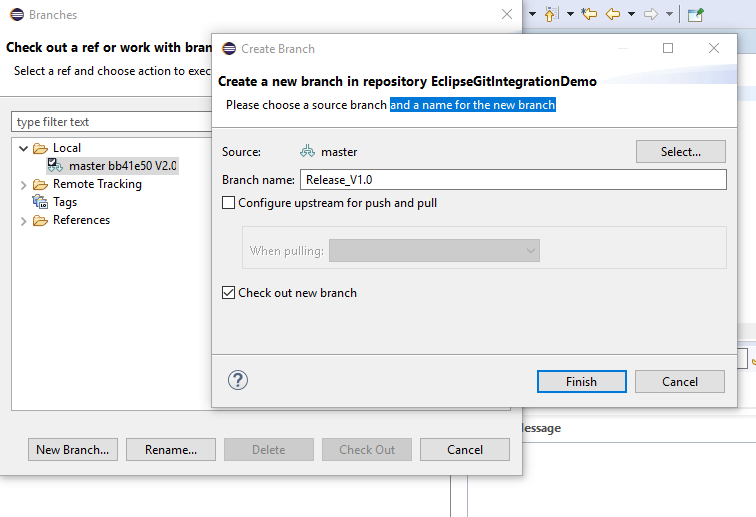 Branches
Check out a ref or work with bran
Select a ref and choose action to exec
type filter text
Local
master bb41e50 V2.0
Remote Tracking
Tags
References
New Branch...
Rename...
Delete
Check Out
Cancel
Create Branch
Create a new branch in repository EclipseGitIntegrationDemo
Please choose a source branch and a name for the new branch
Source:
master
Select...
Branch name:
Release_V1.0
Configure upstream for push and pull
When pulling:
Check out new branch
Finish
Cancel
lessage